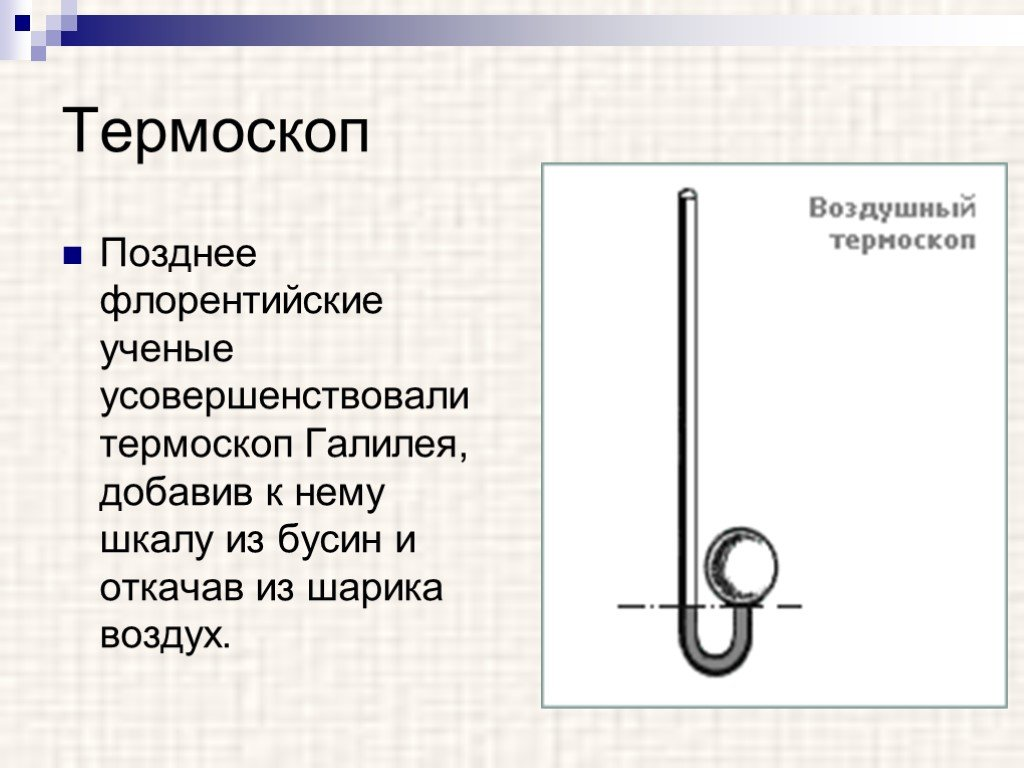 Термоскоп
Позднее
флорентийские
ученые
усовершенствовали
термоскоп Галилея,
добавив к нему
шкалу из бусин и
откачав из шарика
воздух.
Воздушный
термоскоп